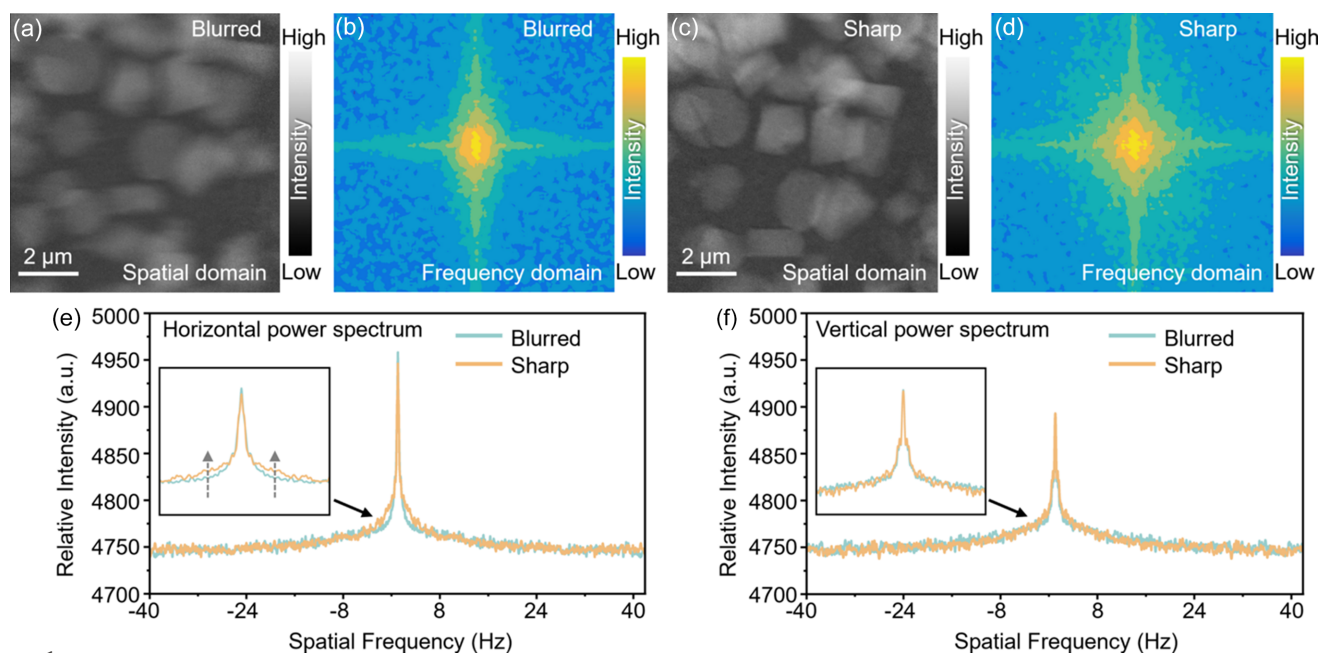 (a) Blurred High
Intensity
2 μm Spatial domain Low
(b) Blurred High
Intensity
Frequency domain Low
(c) Sharp High
Intensity
2 μm Spatial domain Low
(d) Sharp High
Intensity
Frequency domain Low
(e)
Relative Intensity (a.u.)
5000
4950
4900
4850
4800
4750
4700
Horizontal power spectrum
Blurred
Sharp
-40 -24 -8 8 24 40
Spatial Frequency (Hz)
(f)
Relative Intensity (a.u.)
5000
4950
4900
4850
4800
4750
4700
Vertical power spectrum
Blurred
Sharp
-40 -24 -8 8 24 40
Spatial Frequency (Hz)